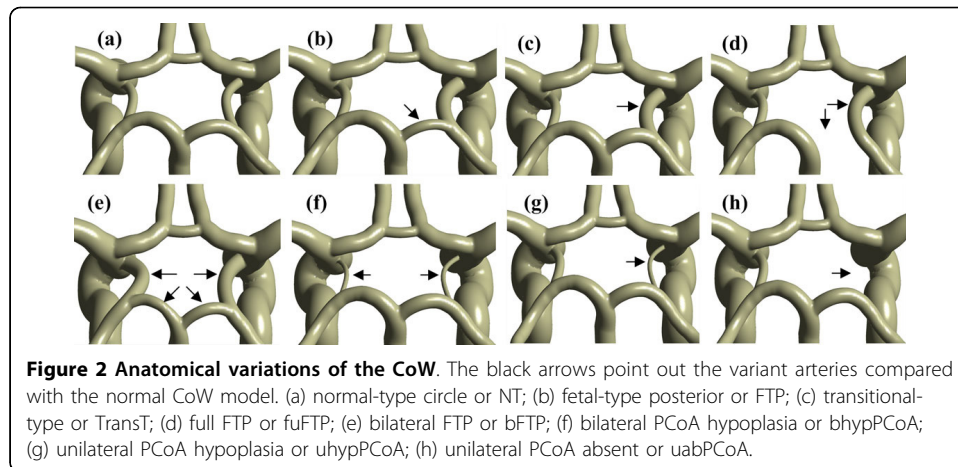 (a) (b) (c) (d)
(e) (f) (g) (h)
Figure 2 Anatomical variations of the CoW. The black arrows point out the variant arteries compared
with the normal CoW model. (a) normal-type circle or NT; (b) fetal-type posterior or FTP; (c) transitional-
type or TransT; (d) full FTP or fuFTP; (e) bilateral FTP or bFTP; (f) bilateral PCoA hypoplasia or bhypPCoA;
(g) unilateral PCoA hypoplasia or uhypPCoA; (h) unilateral PCoA absent or uabPCoA.